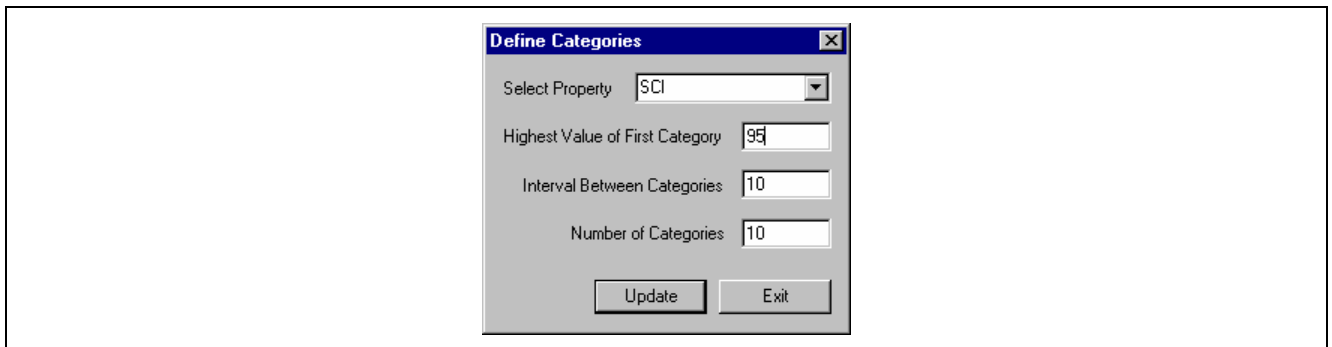 Define Categories
Select Property SCI
Highest Value of First Category 95
Interval Between Categories 10
Number of Categories 10
Update Exit